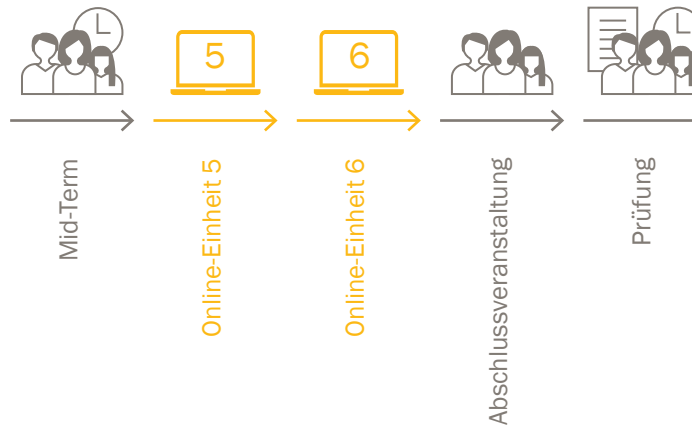 5
6
Mid-Term
Online-Einheit 5
Online-Einheit 6
Abschlussveranstaltung
Prüfung